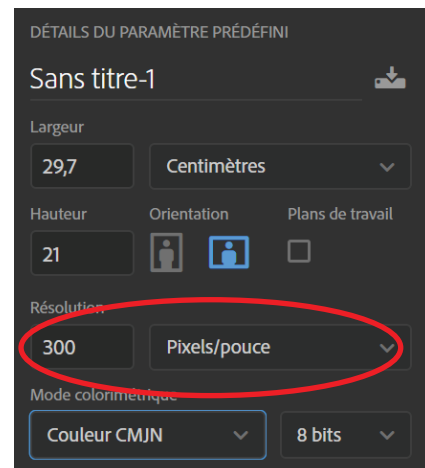 DÉTAILS DU PARAMÈTRE PRÉDÉFINI
Sans titre-1
Largeur
29,7 Centimètres
Hauteur Orientation Plans de travail
21
Résolution
300 Pixels/pouce
Mode colorimétrique
Couleur CMJN 8 bits